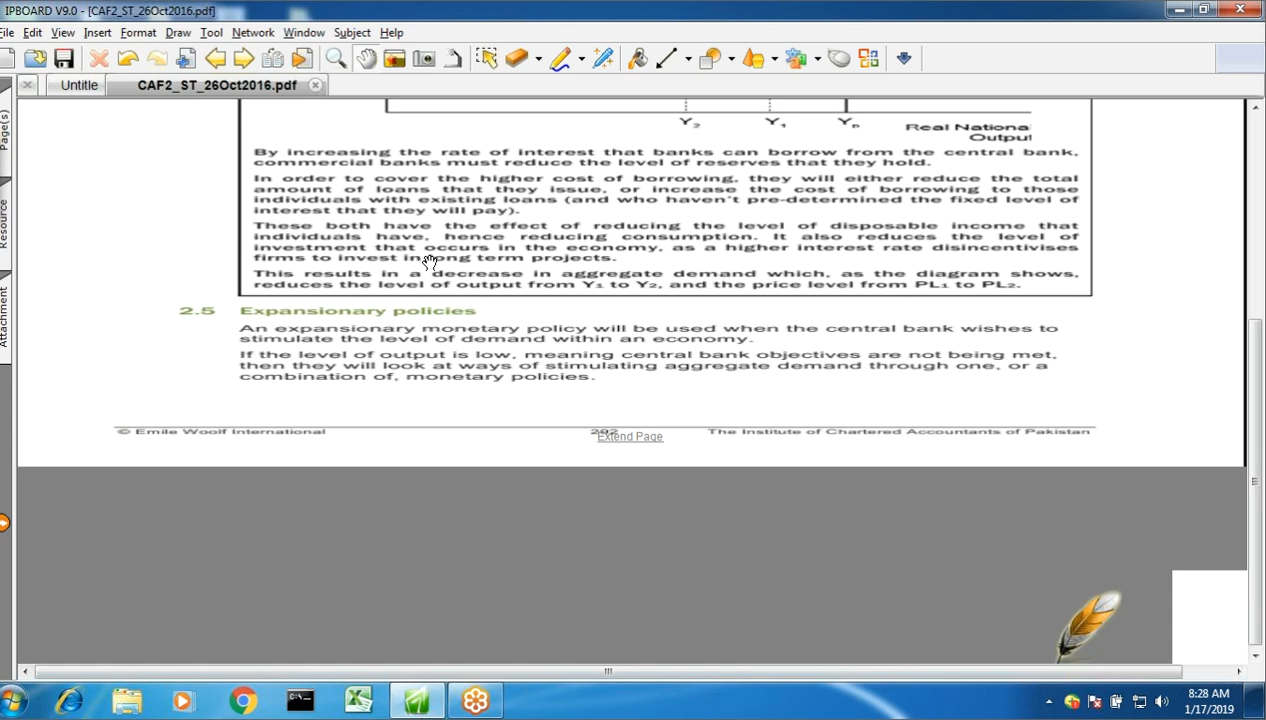 IPBOARD V9.0 - [CAF2_ST_26Oct2016.pdf]
File Edit View Insert Format Draw Tool Network Window Subject Help
Untitle CAF2_ST_26Oct2016.pdf
Page(s)
Resource
Attachment
Y2 Y1 Yn Real National
Output
By increasing the rate of interest that banks can borrow from the central bank,
commercial banks must reduce the level of reserves that they hold.
In order to cover the higher cost of borrowing, they will either reduce the total
amount of loans that they issue, or increase the cost of borrowing to those
individuals with existing loans (and who haven't pre-determined the fixed level of
interest that they will pay).
These both have the effect of reducing the level of disposable income that
individuals have, hence reducing consumption. It also reduces the level of
investment that occurs in the economy, as a higher interest rate disincentivises
firms to invest in long term projects.
This results in a decrease in aggregate demand which, as the diagram shows,
reduces the level of output from Y1 to Y2, and the price level from PL1 to PL2.
2.5 Expansionary policies
An expansionary monetary policy will be used when the central bank wishes to
stimulate the level of demand within an economy.
If the level of output is low, meaning central bank objectives are not being met,
then they will look at ways of stimulating aggregate demand through one, or a
combination of, monetary policies.
© Emile Woolf International 292 The Institute of Chartered Accountants of Pakistan
Extend Page
8:28 AM
1/17/2019